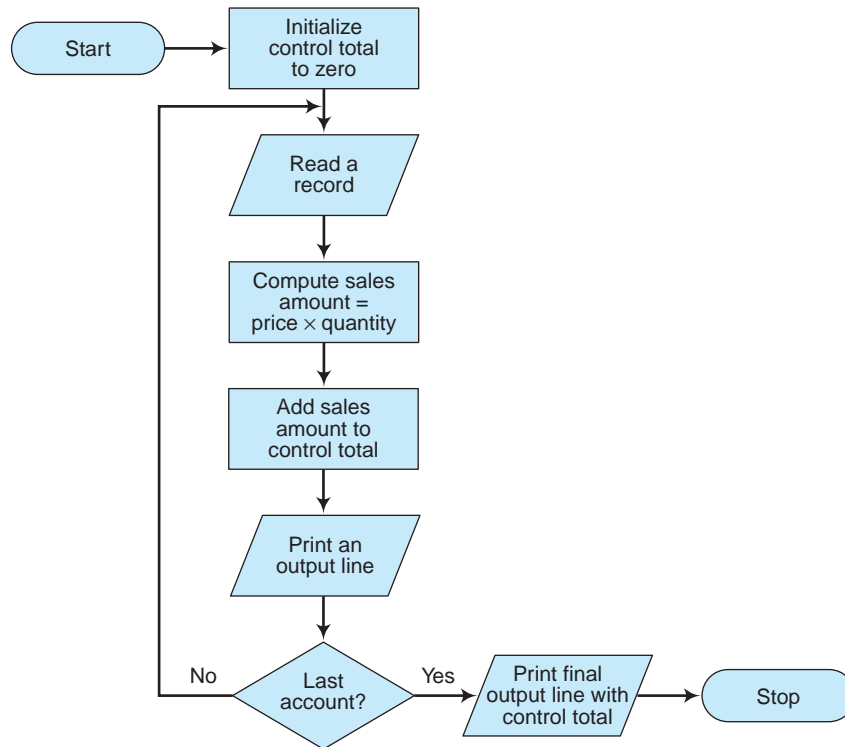 Start
Initialize
control total
to zero
Read a
record
Compute sales
amount =
price × quantity
Add sales
amount to
control total
Print an
output line
Last
account?
No
Yes
Print final
output line with
control total
Stop